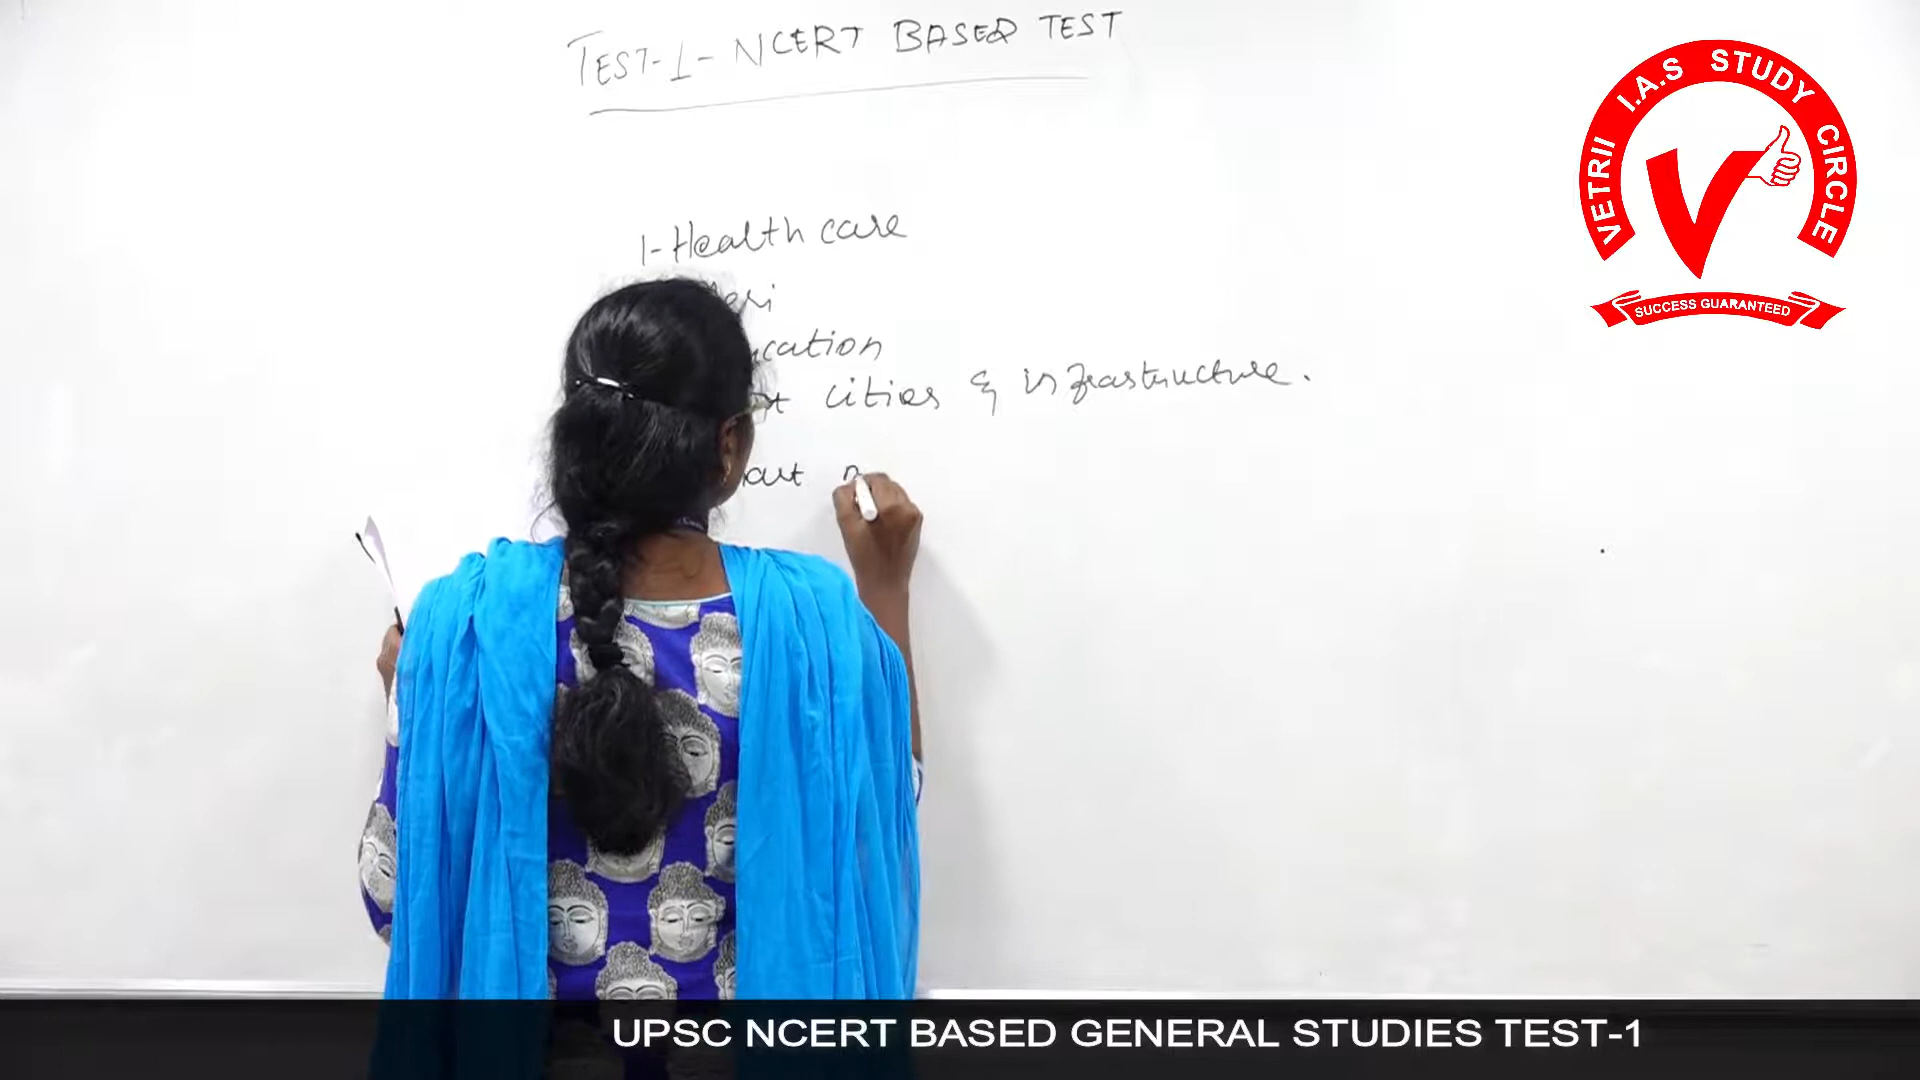 TEST-1-NCERT BASED TEST
1-Health care
cation
cities & infrastructure.
VETRII I.A.S STUDY CIRCLE
V
SUCCESS GUARANTEED
UPSC NCERT BASED GENERAL STUDIES TEST-1